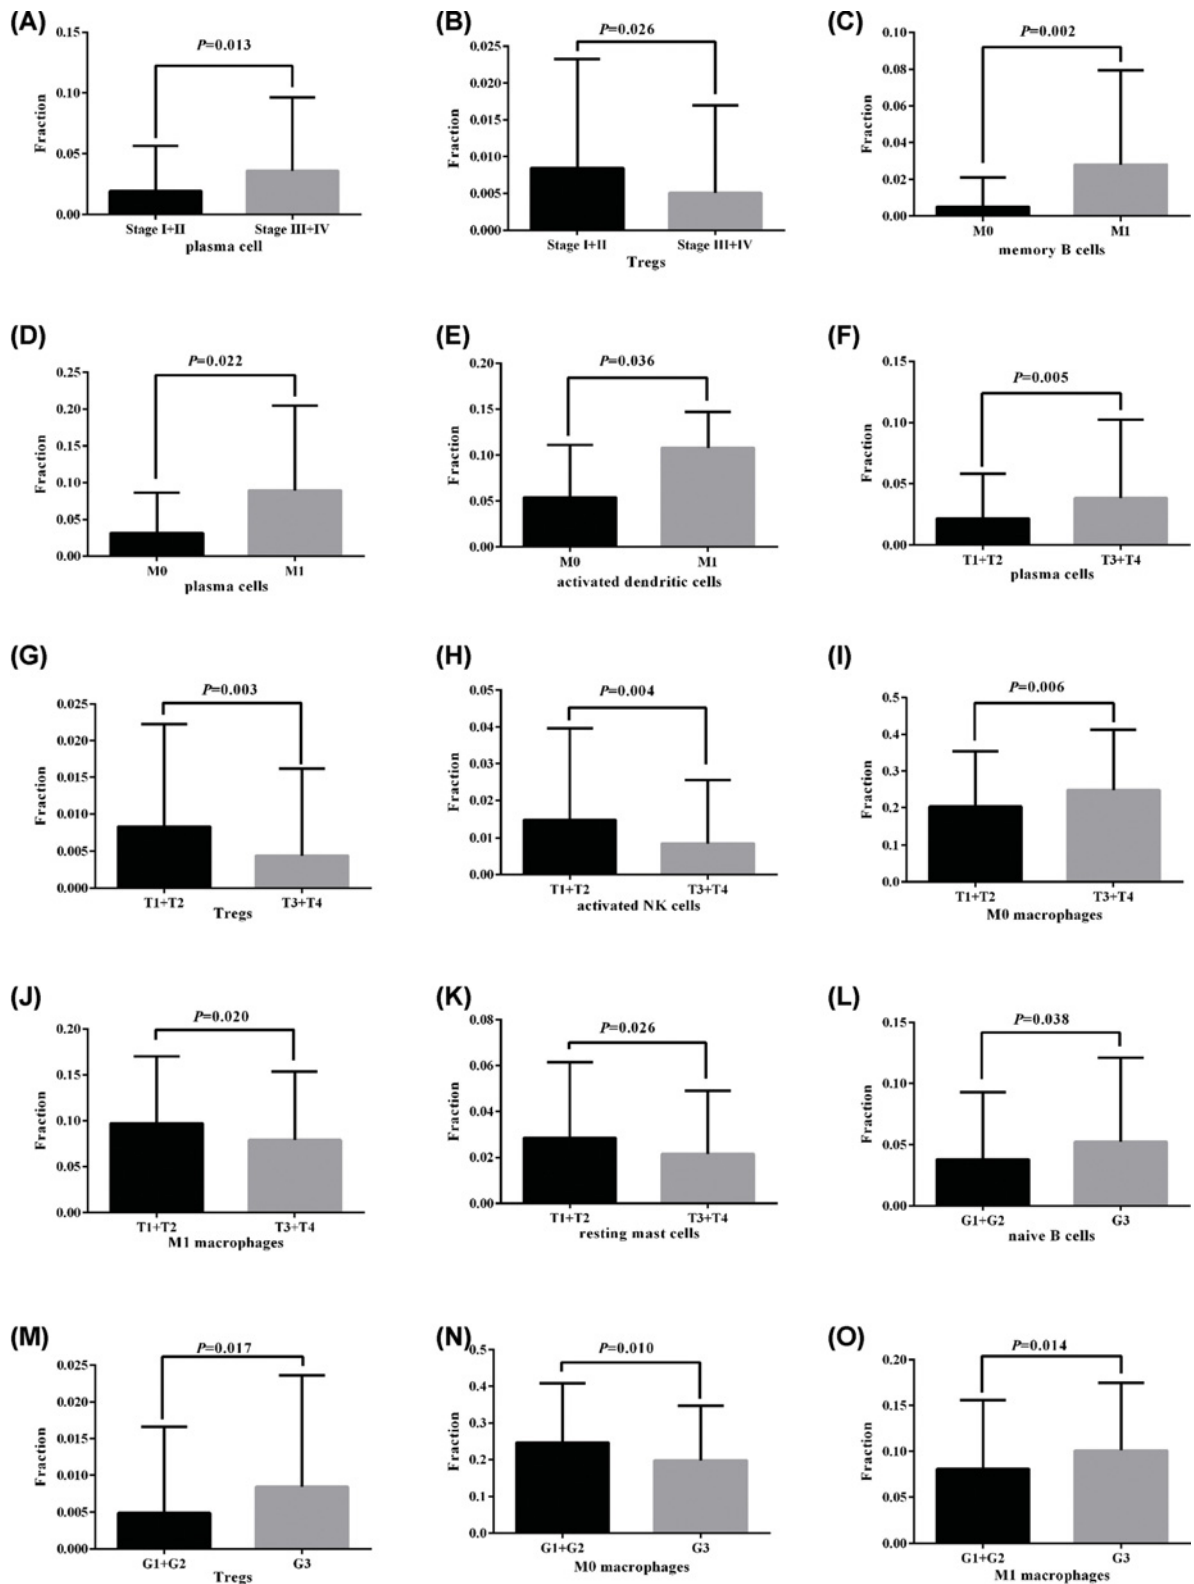 (A)
P=0.013
0.15
0.10
0.05
0.00
Fraction
Stage I+II
Stage III+IV
plasma cell
(B)
P=0.026
0.025
0.020
0.015
0.010
0.005
0.000
Fraction
Stage I+II
Stage III+IV
Tregs
(C)
P=0.002
0.10
0.08
0.06
0.04
0.02
0.00
Fraction
M0
M1
memory B cells
(D)
P=0.022
0.25
0.20
0.15
0.10
0.05
0.00
Fraction
M0
M1
plasma cells
(E)
P=0.036
0.20
0.15
0.10
0.05
0.00
Fraction
M0
M1
activated dendritic cells
(F)
P=0.005
0.15
0.10
0.05
0.00
Fraction
T1+T2
T3+T4
plasma cells
(G)
P=0.003
0.025
0.020
0.015
0.010
0.005
0.000
Fraction
T1+T2
T3+T4
Tregs
(H)
P=0.004
0.05
0.04
0.03
0.02
0.01
0.00
Fraction
T1+T2
T3+T4
activated NK cells
(I)
P=0.006
0.5
0.4
0.3
0.2
0.1
0.0
Fraction
T1+T2
T3+T4
M0 macrophages
(J)
P=0.020
0.20
0.15
0.10
0.05
0.00
Fraction
T1+T2
T3+T4
M1 macrophages
(K)
P=0.026
0.08
0.06
0.04
0.02
0.00
Fraction
T1+T2
T3+T4
resting mast cells
(L)
P=0.038
0.15
0.10
0.05
0.00
Fraction
G1+G2
G3
naive B cells
(M)
P=0.017
0.025
0.020
0.015
0.010
0.005
0.000
Fraction
G1+G2
G3
Tregs
(N)
P=0.010
0.5
0.4
0.3
0.2
0.1
0.0
Fraction
G1+G2
G3
M0 macrophages
(O)
P=0.014
0.20
0.15
0.10
0.05
0.00
Fraction
G1+G2
G3
M1 macrophages